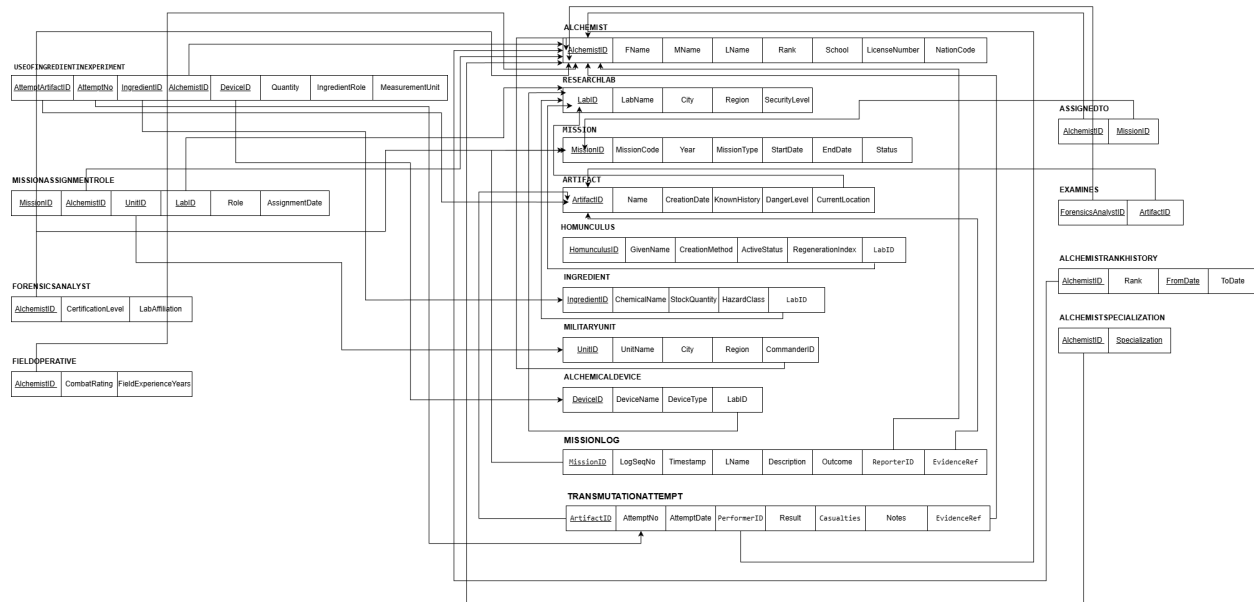 ALCHEMIST
AlchemistID FName MName LName Rank School LicenseNumber NationCode
USEOFINGREDIENTINEXPERIMENT
AttemptArtifactID AttemptNo IngredientID AlchemistID DeviceID Quantity IngredientRole MeasurementUnit
RESEARCHLAB
LabID LabName City Region SecurityLevel
ASSIGNEDTO
AlchemistID MissionID
MISSION
MissionID MissionCode Year MissionType StartDate EndDate Status
MISSIONASSIGNMENTROLE
MissionID AlchemistID UnitID LabID Role AssignmentDate
ARTIFACT
ArtifactID Name CreationDate KnownHistory DangerLevel CurrentLocation
EXAMINES
ForensicsAnalystID ArtifactID
HOMUNCULUS
HomunculusID GivenName CreationMethod ActiveStatus RegenerationIndex LabID
ALCHEMISTRANKHISTORY
AlchemistID Rank FromDate ToDate
INGREDIENT
IngredientID ChemicalName StockQuantity HazardClass LabID
FORENSICSANALYST
AlchemistID CertificationLevel LabAffiliation
ALCHEMISTSPECIALIZATION
AlchemistID Specialization
MILITARYUNIT
UnitID UnitName City Region CommanderID
FIELDOPERATIVE
AlchemistID CombatRating FieldExperienceYears
ALCHEMICALDEVICE
DeviceID DeviceName DeviceType LabID
MISSIONLOG
MissionID LogSeqNo Timestamp LName Description Outcome ReporterID EvidenceRef
TRANSMUTATIONATTEMPT
ArtifactID AttemptNo AttemptDate PerformerID Result Casualties Notes EvidenceRef